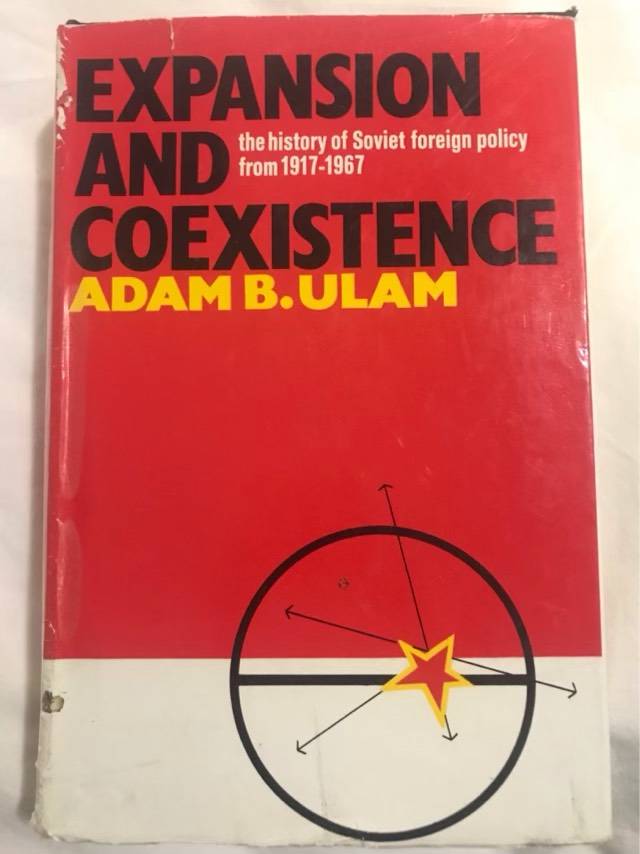 EXPANSION
AND
the history of Soviet foreign policy
from 1917-1967
COEXISTENCE
ADAM B. ULAM